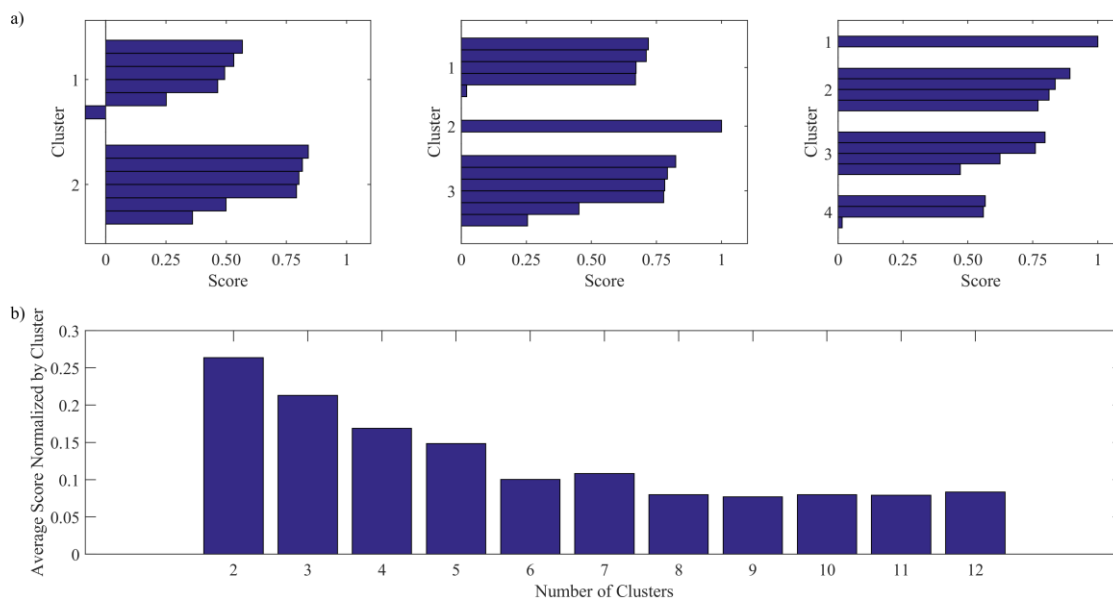 a)
Cluster
1
2
0 0.25 0.5 0.75 1
Score
Cluster
1
2
3
0 0.25 0.5 0.75 1
Score
Cluster
1
2
3
4
0 0.25 0.5 0.75 1
Score
b)
Average Score Normalized by Cluster
0.3
0.25
0.2
0.15
0.1
0.05
0
2 3 4 5 6 7 8 9 10 11 12
Number of Clusters